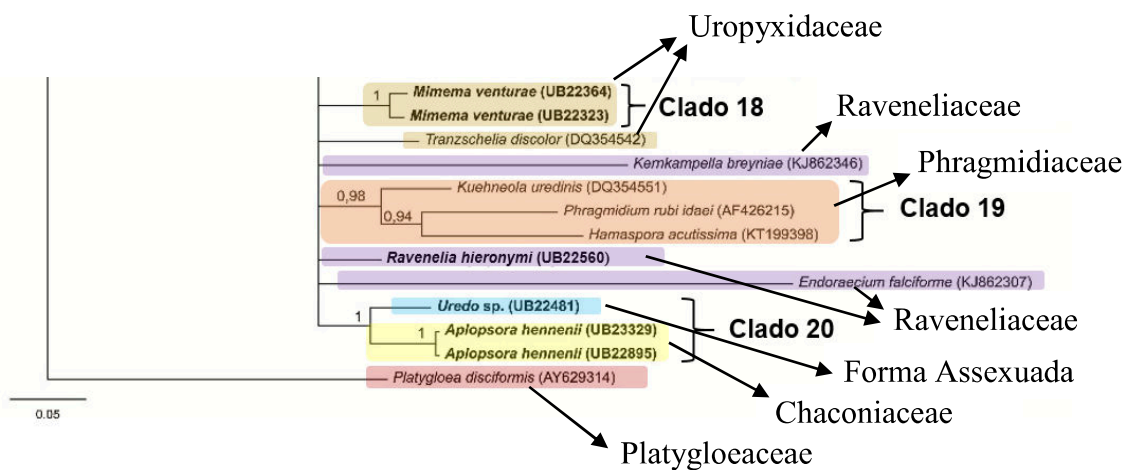 Uropyxidaceae
1
Mimema venturae (UB22364)
Mimema venturae (UB22323)
Clado 18
Raveneliaceae
Tranzschelia discolor (DQ354542)
Kernkampella breyniae (KJ862346)
Phragmidiaceae
0,98
Kuehneola uredinis (DQ354551)
0,94
Phragmidium rubi idaei (AF426215)
Clado 19
Hamaspora acutissima (KT199398)
Ravenelia hieronymi (UB22560)
Endoraecium falciforme (KJ862307)
Uredo sp. (UB22481)
Raveneliaceae
1
1
Aplopsora hennenii (UB23329)
Clado 20
Aplopsora hennenii (UB22895)
Forma Assexuada
Platygloea disciformis (AY629314)
Chaconiaceae
0.05
Platygloeaceae